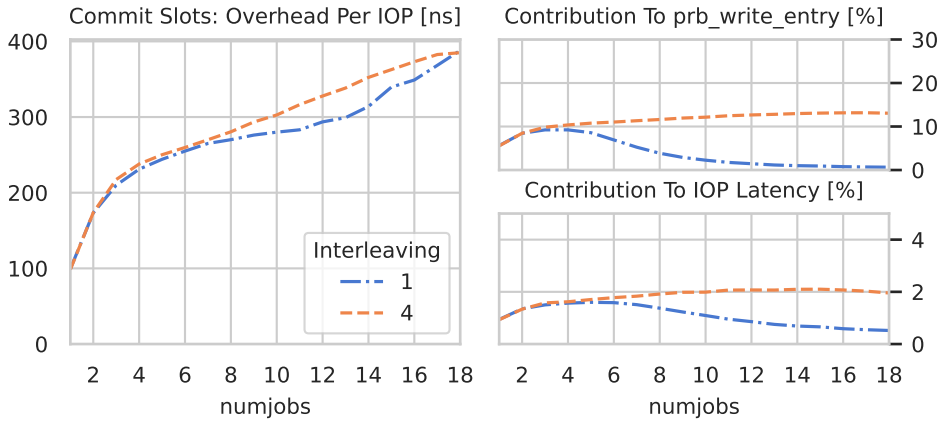 Commit Slots: Overhead Per IOP [ns]
400
300
200
100
0
2 4 6 8 10 12 14 16 18
numjobs
Interleaving
1
4
Contribution To prb_write_entry [%]
30
20
10
0
Contribution To IOP Latency [%]
4
2
0
2 4 6 8 10 12 14 16 18
numjobs